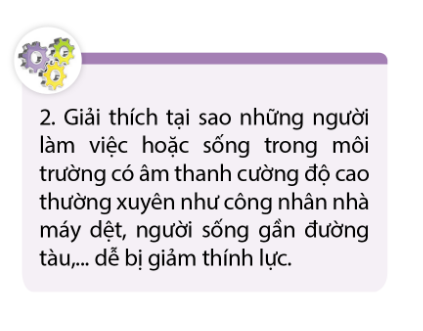 2. Giải thích tại sao những người
làm việc hoặc sống trong môi
trường có âm thanh cường độ cao
thường xuyên như công nhân nhà
máy dệt, người sống gần đường
tàu,... dễ bị giảm thính lực.